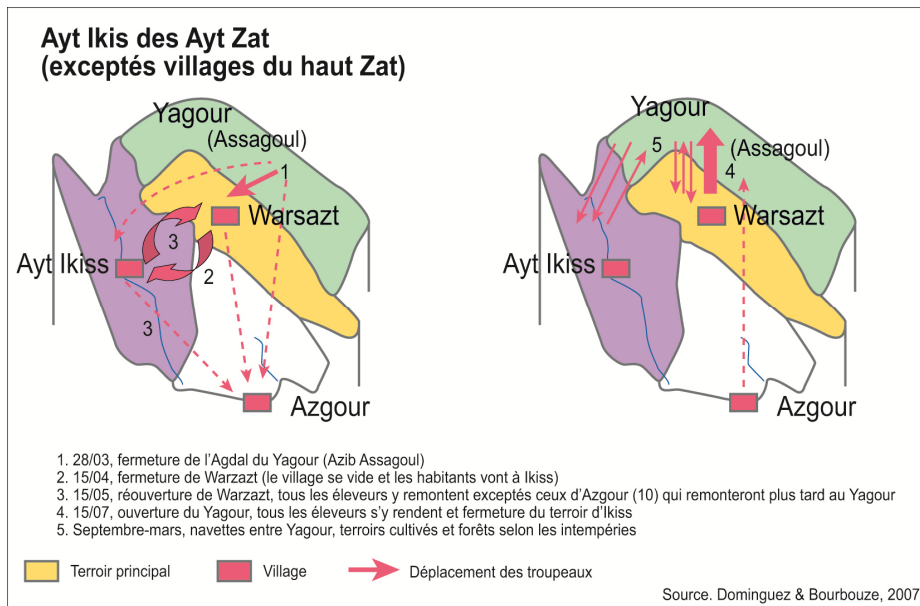 Ayt Ikis des Ayt Zat
(exceptés villages du haut Zat)
Yagour
(Assagoul)
1
Warsazt
3
Ayt Ikiss
2
3
Azgour
Yagour
5
(Assagoul)
4
Warsazt
Ayt Ikiss
Azgour
1. 28/03, fermeture de l'Agdal du Yagour (Azib Assagoul)
2. 15/04, fermeture de Warzazt (le village se vide et les habitants vont à Ikiss)
3. 15/05, réouverture de Warzazt, tous les éleveurs y remontent exceptés ceux d'Azgour (10) qui remonteront plus tard au Yagour
4. 15/07, ouverture du Yagour, tous les éleveurs s'y rendent et fermeture du terroir d'Ikiss
5. Septembre-mars, navettes entre Yagour, terroirs cultivés et forêts selon les intempéries
Terroir principal
Village
Déplacement des troupeaux
Source. Dominguez & Bourbouze, 2007